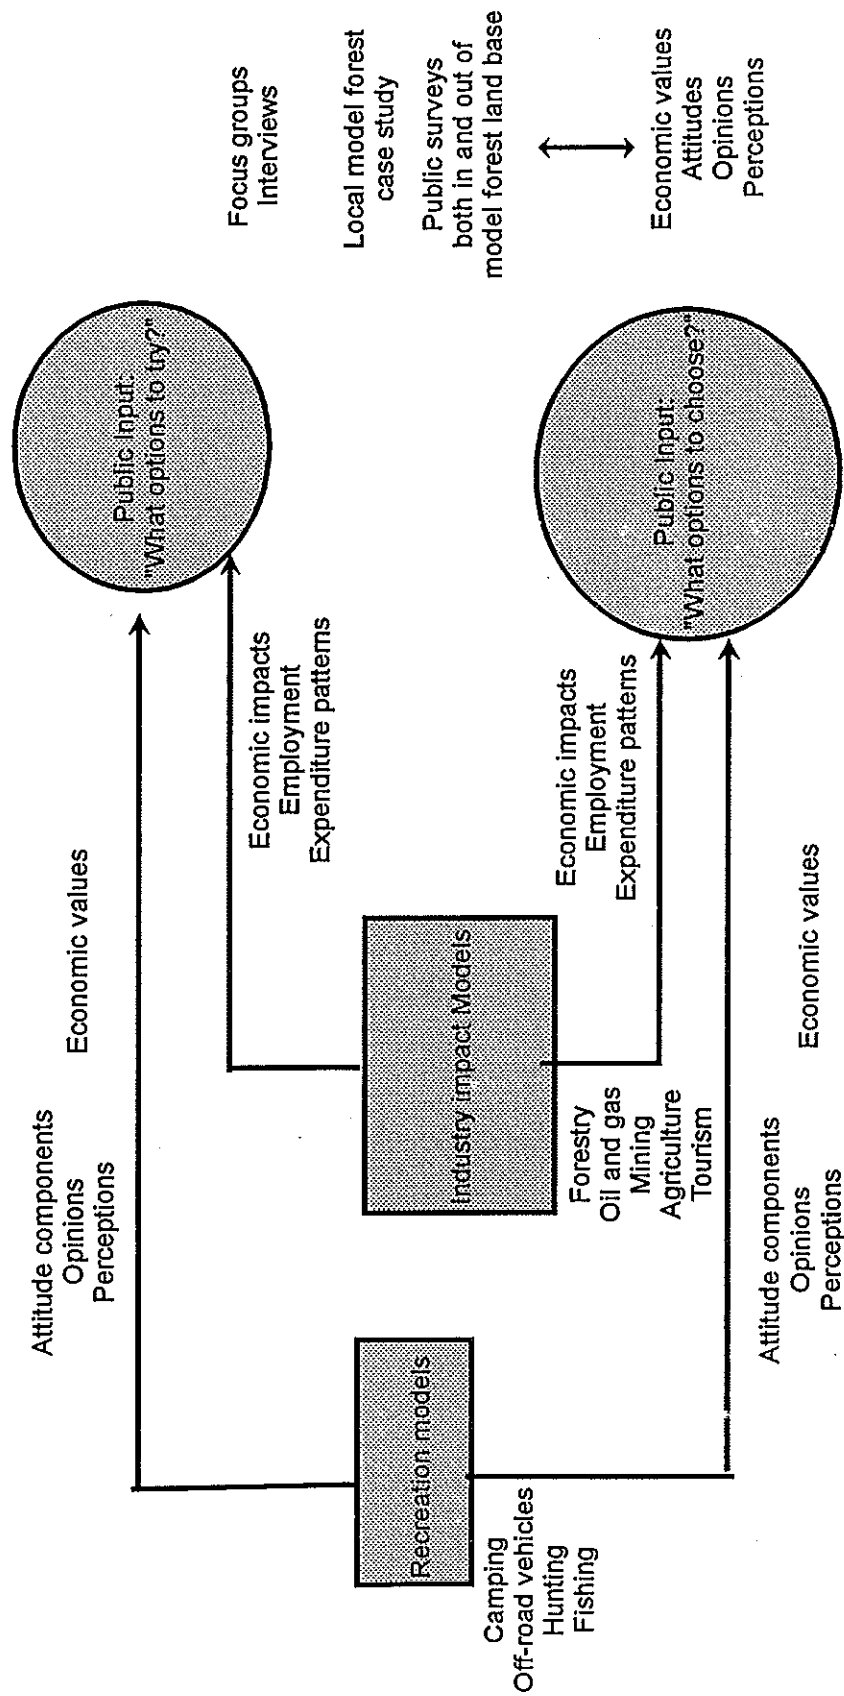 Attitude components
Opinions
Perceptions
Economic values
Public Input:
"What options to try?"
Focus groups
Interviews
Economic impacts
Employment
Expenditure patterns
Local model forest
case study
Public surveys
both in and out of
model forest land base
Recreation models
Camping
Off-road vehicles
Hunting
Fishing
Industry impact Models
Forestry
Oil and gas
Mining
Agriculture
Tourism
Economic impacts
Employment
Expenditure patterns
Public Input:
"What options to choose?"
Economic values
Attitudes
Opinions
Perceptions
Attitude components
Opinions
Perceptions
Economic values